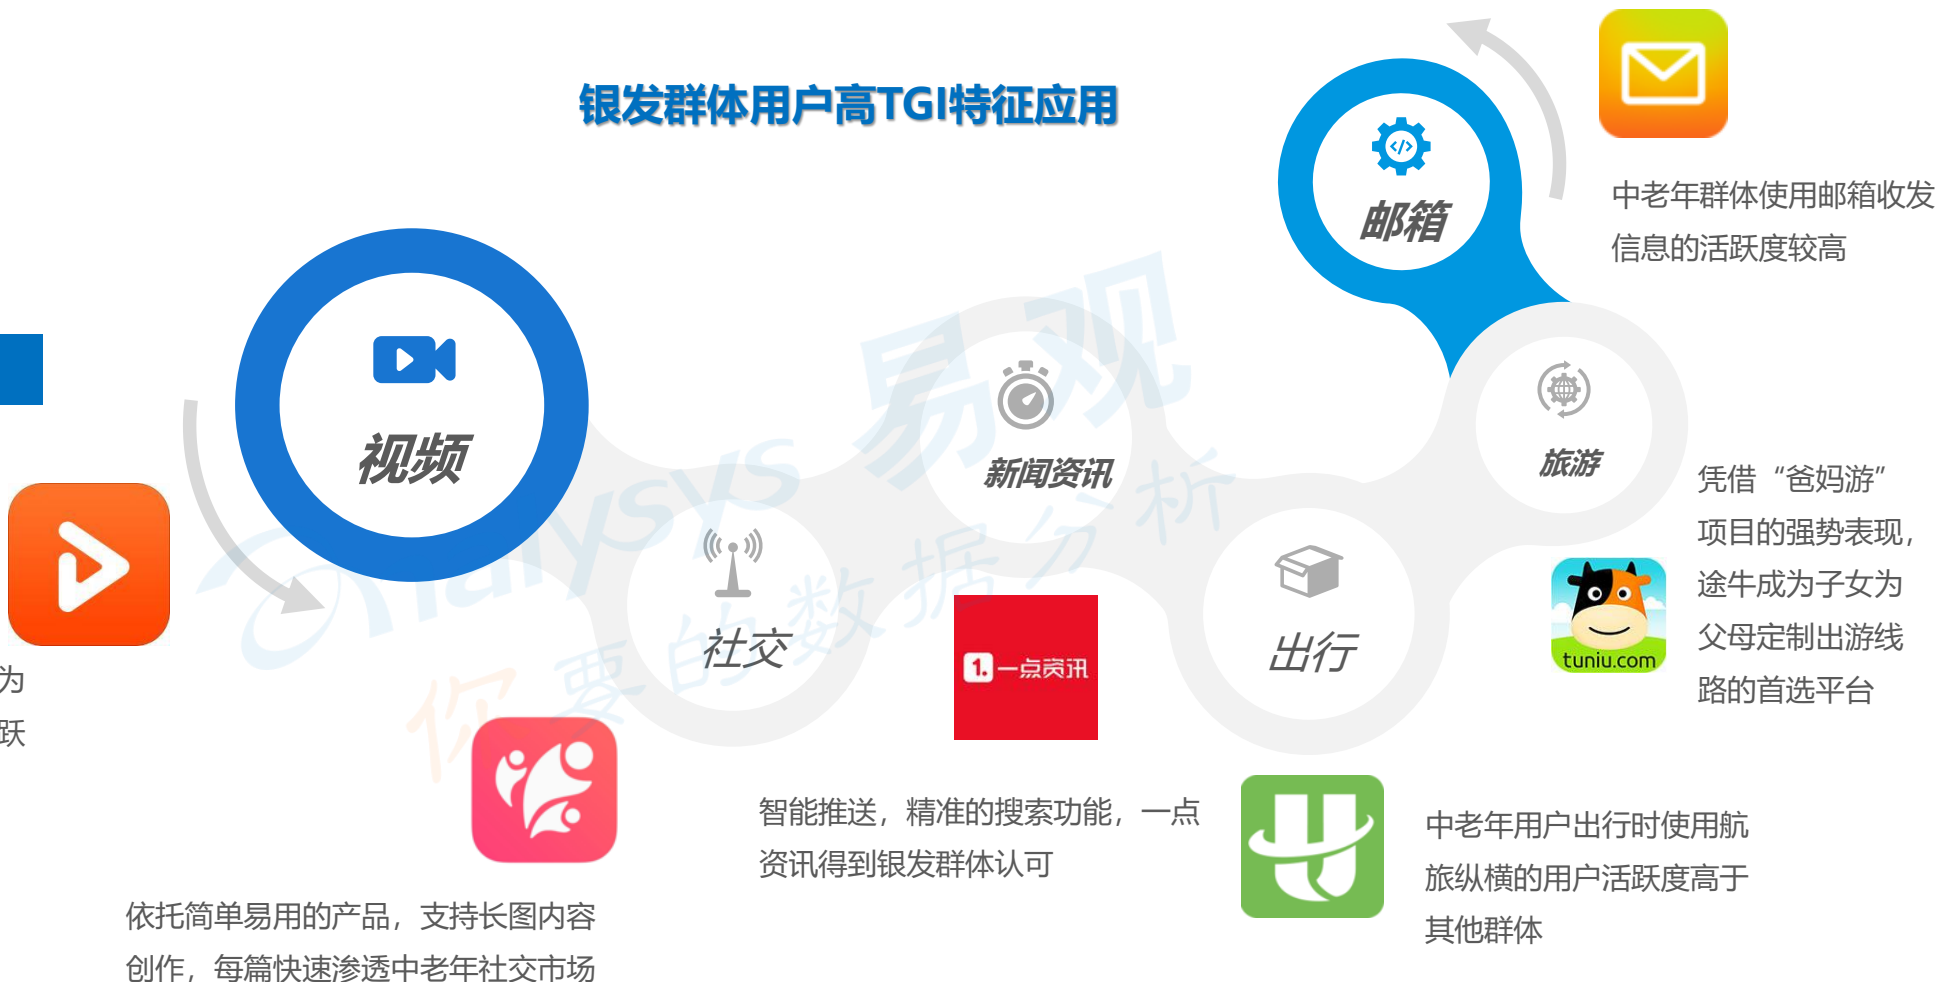 银发群体用户高TGI特征应用
邮箱
中老年群体使用邮箱收发
信息的活跃度较高
视频
新闻资讯
旅游
凭借“爸妈游”
项目的强势表现，
途牛成为子女为
父母定制出游线
路的首选平台
tuniu.com
社交
出行
1.一点资讯
为
跃
智能推送，精准的搜索功能，一点
资讯得到银发群体认可
中老年用户出行时使用航
旅纵横的用户活跃度高于
其他群体
依托简单易用的产品，支持长图内容
创作，每篇快速渗透中老年社交市场
analysys 易观
你要的数据分析